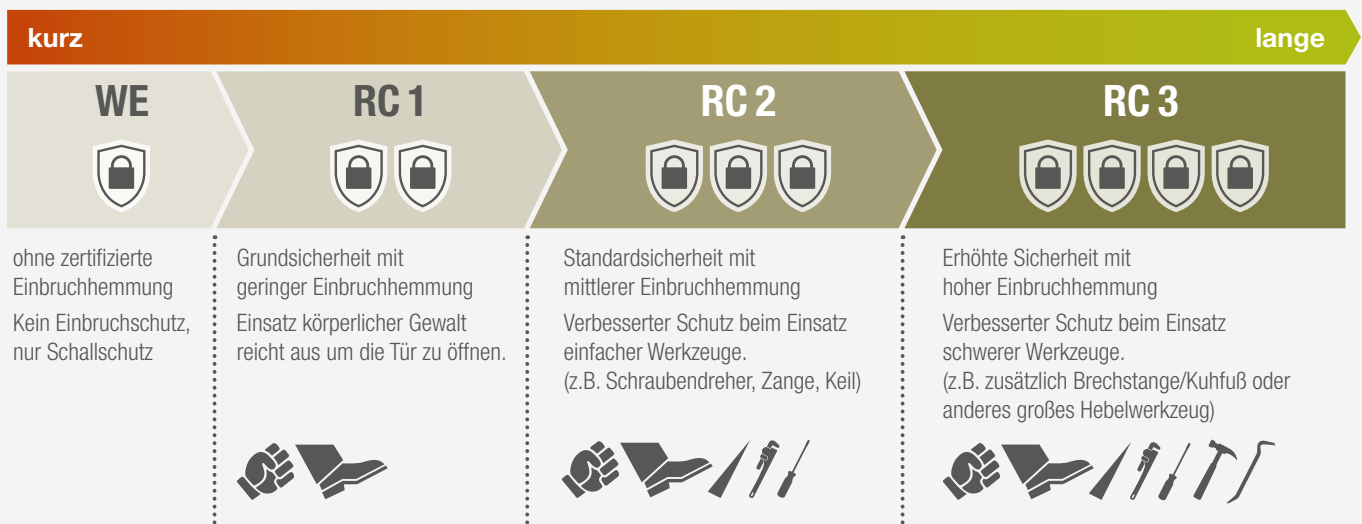 kurz
lange
WE
RC 1
RC 2
RC 3
ohne zertifizierte
Einbruchhemmung
Kein Einbruchschutz,
nur Schallschutz
Grundsicherheit mit
geringer Einbruchhemmung
Einsatz körperlicher Gewalt
reicht aus um die Tür zu öffnen.
Standardsicherheit mit
mittlerer Einbruchhemmung
Verbesserter Schutz beim Einsatz
einfacher Werkzeuge.
(z.B. Schraubendreher, Zange, Keil)
Erhöhte Sicherheit mit
hoher Einbruchhemmung
Verbesserter Schutz beim Einsatz
schwerer Werkzeuge.
(z.B. zusätzlich Brechstange/Kuhfuß oder
anderes großes Hebelwerkzeug)